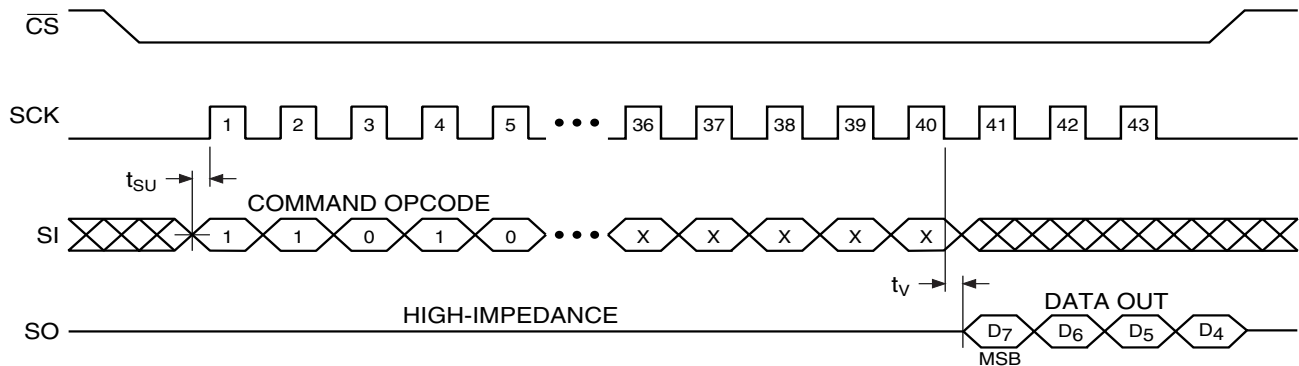 CS
SCK 1 2 3 4 5 ••• 36 37 38 39 40 41 42 43
tSU
COMMAND OPCODE
SI 1 1 0 1 0 ••• X X X X X
tV
HIGH-IMPEDANCE
DATA OUT
SO D7 D6 D5 D4
MSB